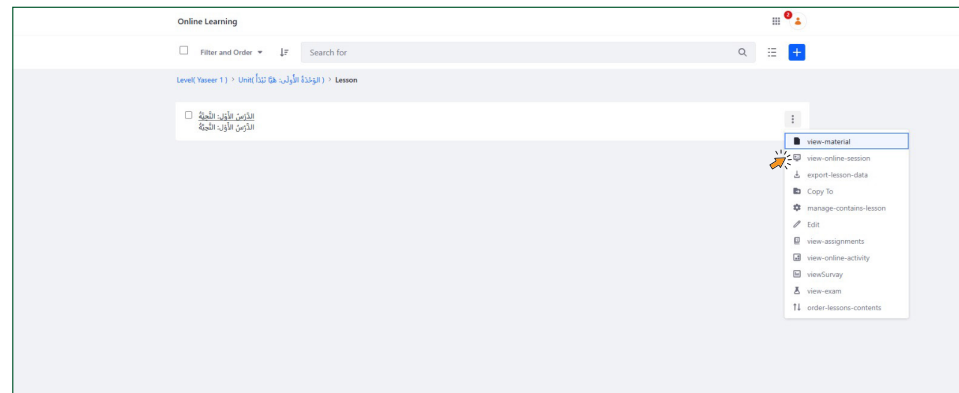 Online Learning
2
Filter and Order
Search for
Level( Yaseer 1 ) > Unit( الوَحْدَةُ الأُولَى: هَيَّا نَبْدَأُ ) > Lesson
الدَّرْسُ الأَوَّل: التَّحِيَّةُ
الدَّرْسُ الأَوَّل: التَّحِيَّةُ
view-material
view-online-session
export-lesson-data
Copy To
manage-contains-lesson
Edit
view-assignments
view-online-activity
viewSurvay
view-exam
order-lessons-contents